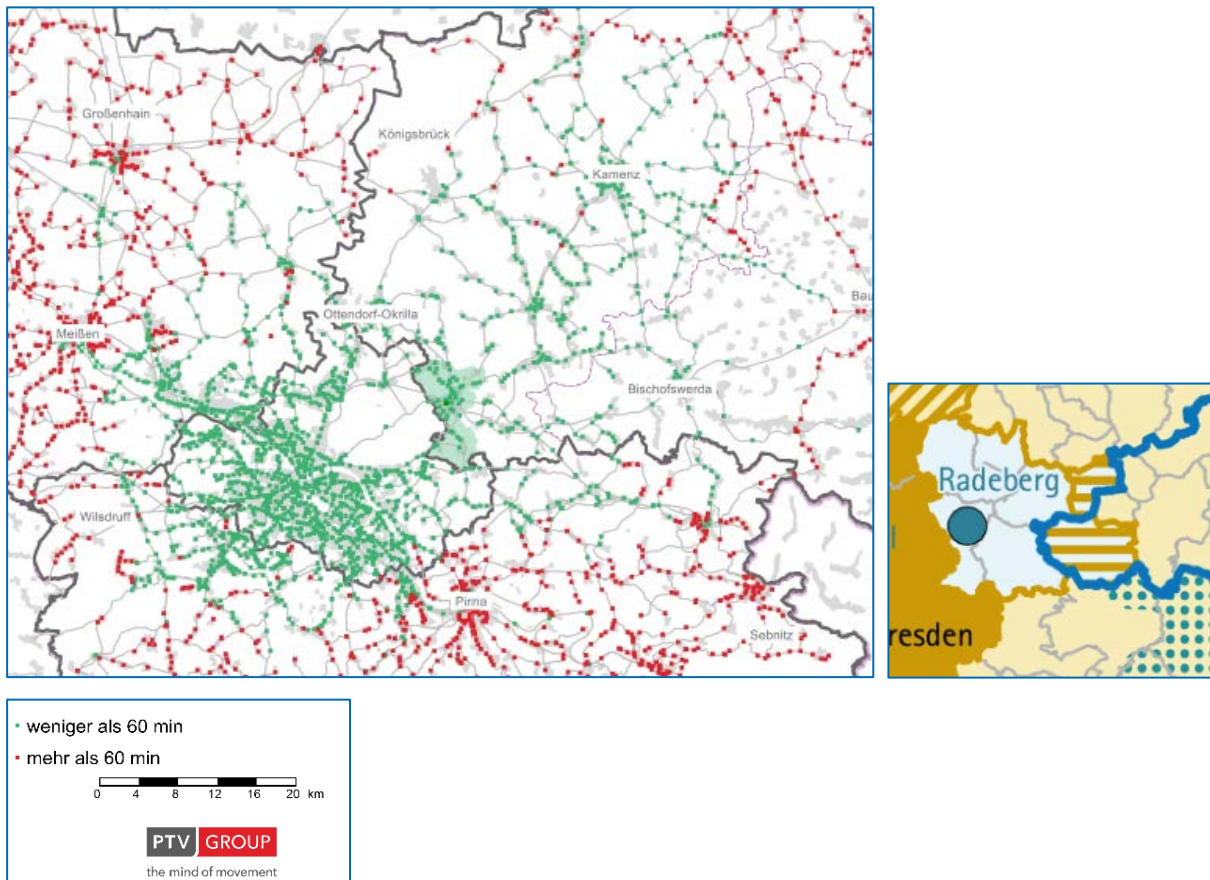 Großenhain
Königsbrück
Kamenz
Ottendorf-Okrilla
Bau
Meißen
Bischofswerda
Wilsdruff
Pirna
Sebnitz
Radeberg
resden
weniger als 60 min
mehr als 60 min
0 4 8 12 16 20 km
PTV GROUP
the mind of movement